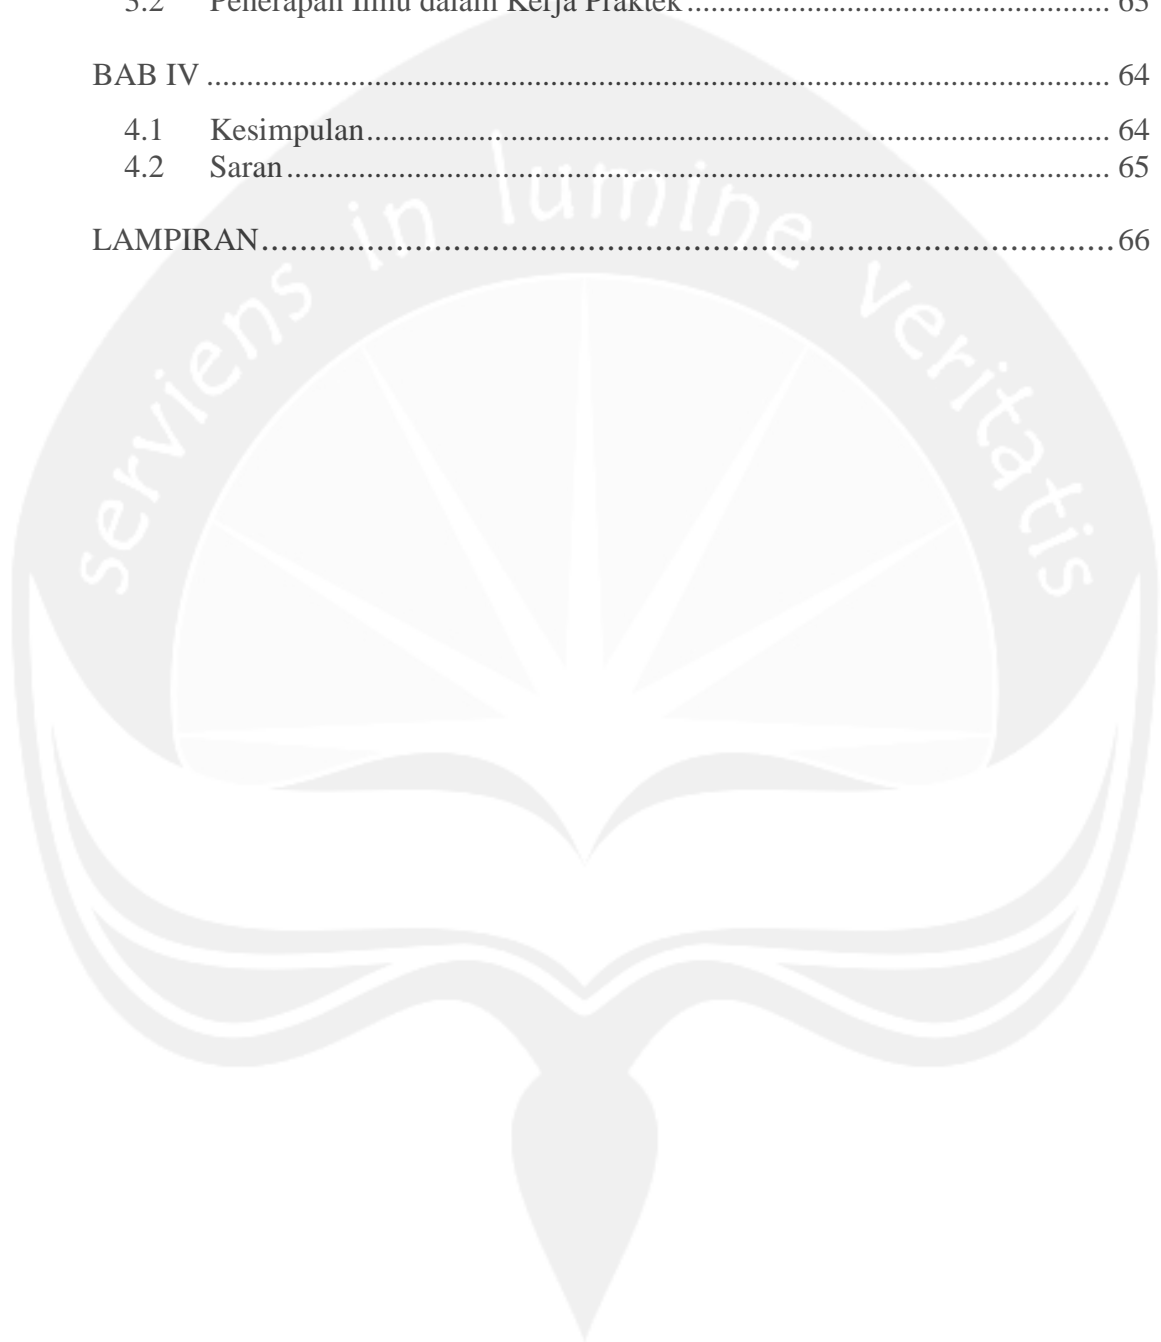 3.2 Penerapan Ilmu dalam Kerja Praktek.......................................................... 63
BAB IV ............................................................................................................... 64
4.1 Kesimpulan............................................................................................. 64
4.2 Saran....................................................................................................... 65
LAMPIRAN.......................................................................................66
serviens in lumine veritatis